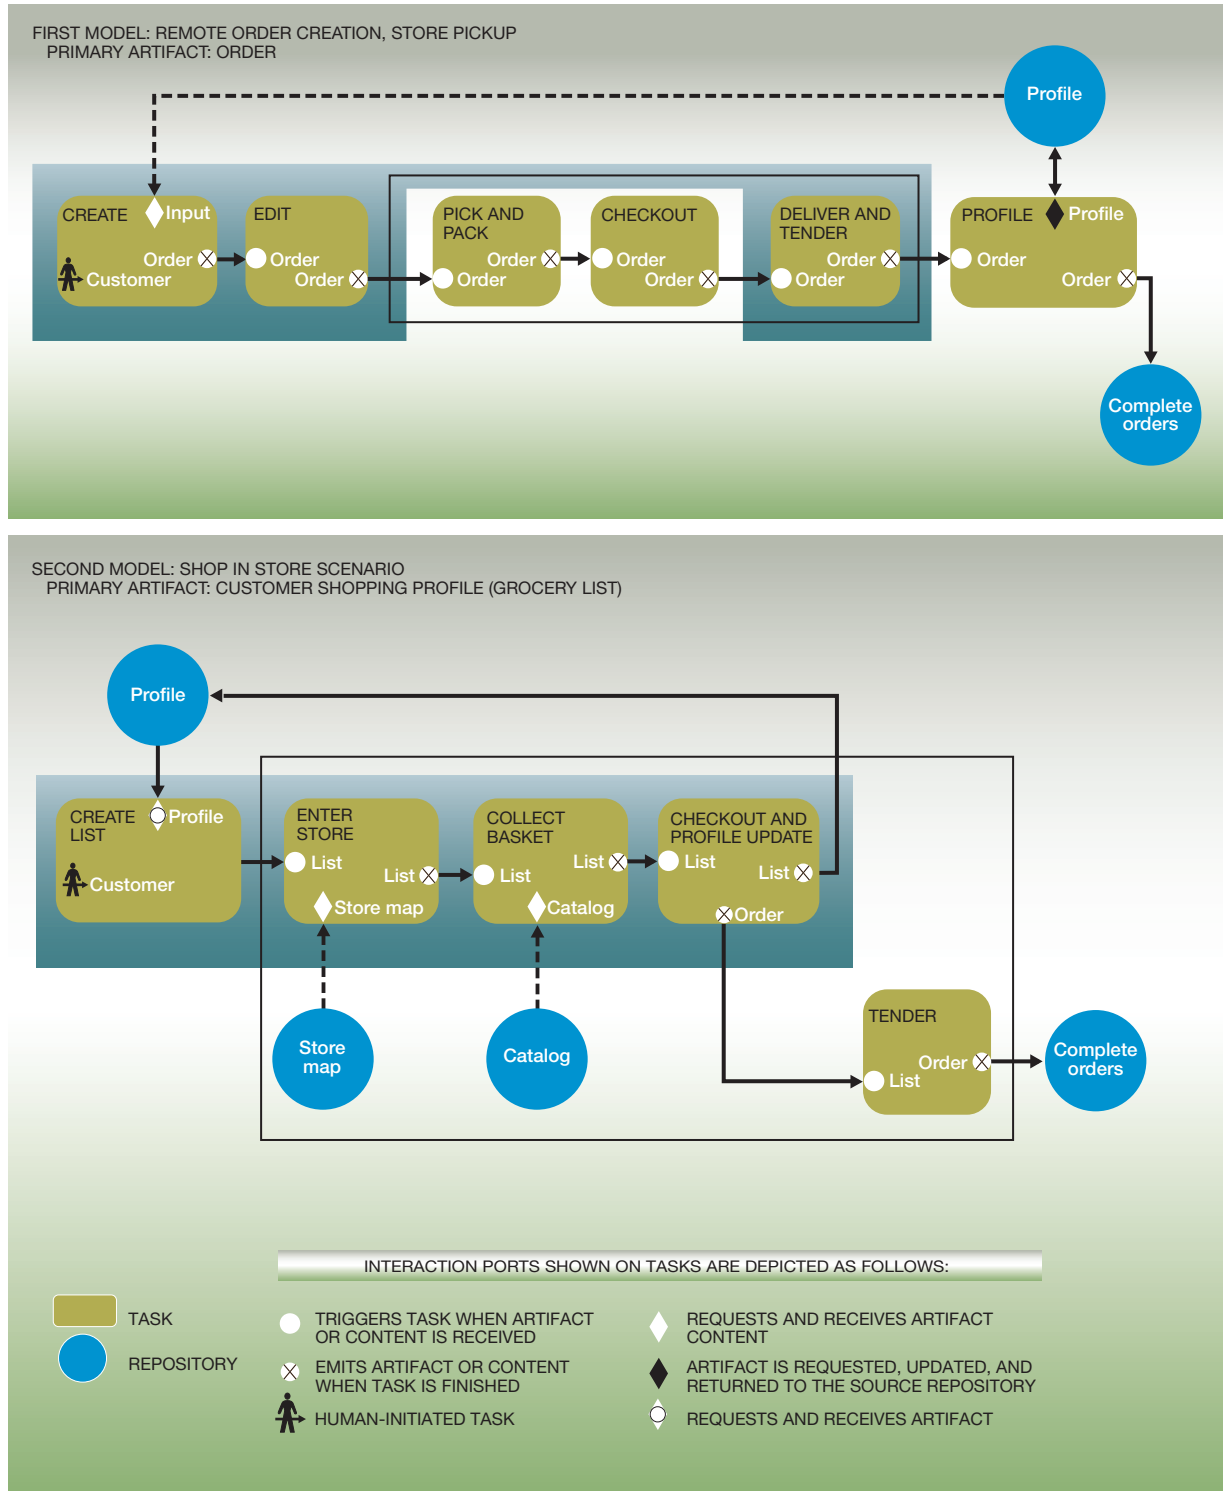 FIRST MODEL: REMOTE ORDER CREATION, STORE PICKUP
PRIMARY ARTIFACT: ORDER
Profile
CREATE
Input
Order
Customer
EDIT
Order
Order
PICK AND
PACK
Order
Order
CHECKOUT
Order
Order
DELIVER AND
TENDER
Order
Order
PROFILE
Profile
Order
Order
Complete
orders
SECOND MODEL: SHOP IN STORE SCENARIO
PRIMARY ARTIFACT: CUSTOMER SHOPPING PROFILE (GROCERY LIST)
Profile
CREATE
LIST
Profile
Customer
ENTER
STORE
List
List
Store map
COLLECT
BASKET
List
List
Catalog
CHECKOUT AND
PROFILE UPDATE
List
List
Order
Store
map
Catalog
TENDER
Order
List
Complete
orders
INTERACTION PORTS SHOWN ON TASKS ARE DEPICTED AS FOLLOWS:
TASK
REPOSITORY
TRIGGERS TASK WHEN ARTIFACT
OR CONTENT IS RECEIVED
EMITS ARTIFACT OR CONTENT
WHEN TASK IS FINISHED
HUMAN-INITIATED TASK
REQUESTS AND RECEIVES ARTIFACT
CONTENT
ARTIFACT IS REQUESTED, UPDATED, AND
RETURNED TO THE SOURCE REPOSITORY
REQUESTS AND RECEIVES ARTIFACT